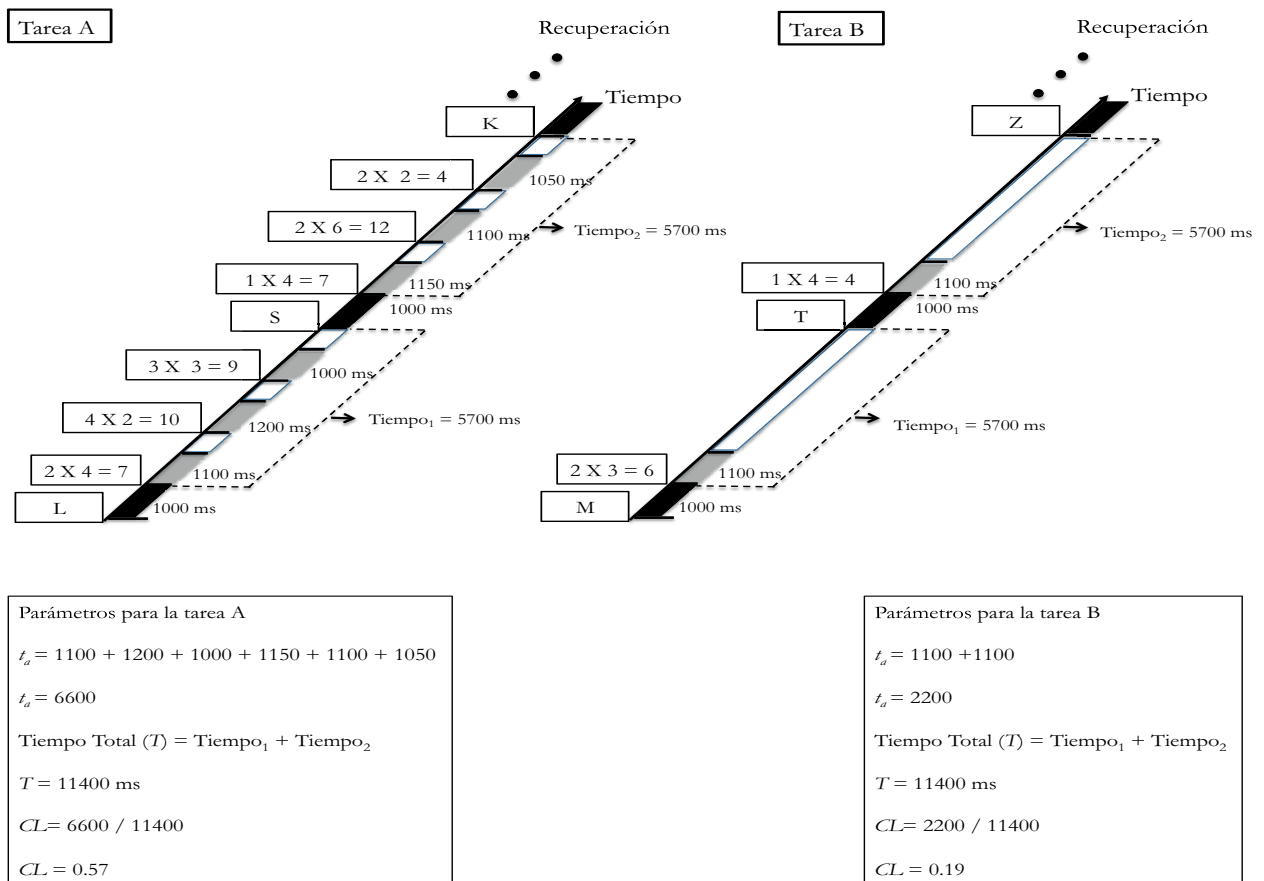 Tarea A
Recuperación
Tiempo
K
2 X 2 = 4
1050 ms
2 X 6 = 12
1100 ms
Tiempo₂ = 5700 ms
1 X 4 = 7
1150 ms
1000 ms
S
3 X 3 = 9
1000 ms
4 X 2 = 10
1200 ms
Tiempo₁ = 5700 ms
2 X 4 = 7
1100 ms
L
1000 ms
Tarea B
Recuperación
Tiempo
Z
Tiempo₂ = 5700 ms
1 X 4 = 4
1100 ms
1000 ms
T
Tiempo₁ = 5700 ms
2 X 3 = 6
1100 ms
M
1000 ms
Parámetros para la tarea A
tₐ = 1100 + 1200 + 1000 + 1150 + 1100 + 1050
tₐ = 6600
Tiempo Total (T) = Tiempo₁ + Tiempo₂
T = 11400 ms
CL= 6600 / 11400
CL = 0.57
Parámetros para la tarea B
tₐ = 1100 +1100
tₐ = 2200
Tiempo Total (T) = Tiempo₁ + Tiempo₂
T = 11400 ms
CL= 2200 / 11400
CL = 0.19